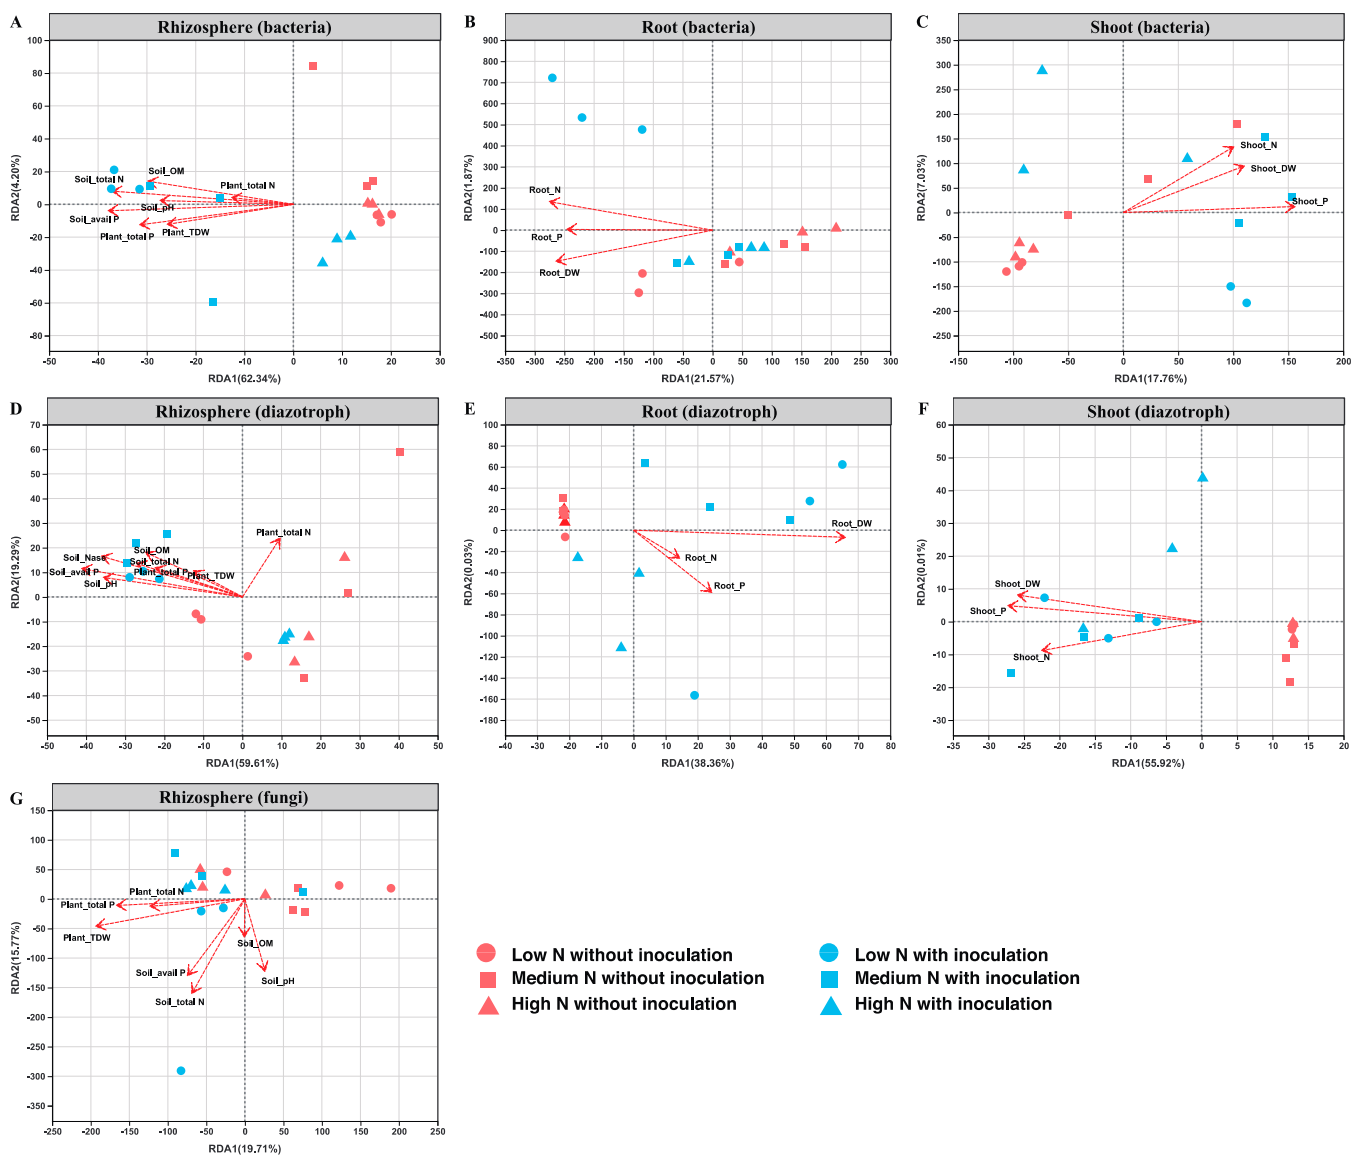 A
Rhizosphere (bacteria)
100
80
60
40
20
0
-20
-40
-60
-80
RDA2(4.20%)
Soil_OM
Soil_total N
Plant_total N
Soil_pH
Soil_avail P
Plant_total P
Plant_TDW
-50 -40 -30 -20 -10 0 10 20 30
RDA1(62.34%)
B
Root (bacteria)
900
800
700
600
500
400
300
200
100
0
-100
-200
-300
-400
-500
RDA2(1.87%)
Root_N
Root_P
Root_DW
-350 -300 -250 -200 -150 -100 -50 0 50 100 150 200 250 300
RDA1(21.57%)
C
Shoot (bacteria)
350
300
250
200
150
100
50
0
-50
-100
-150
-200
-250
RDA2(7.03%)
Shoot_N
Shoot_DW
Shoot_P
-150 -100 -50 0 50 100 150 200
RDA1(17.76%)
D
Rhizosphere (diazotroph)
70
60
50
40
30
20
10
0
-10
-20
-30
-40
-50
RDA2(19.29%)
Plant_total N
Soil_Nase
Soil_OM
Soil_total N
Soil_avail P
Plant_total P
Plant_TDW
Soil_pH
-50 -40 -30 -20 -10 0 10 20 30 40 50
RDA1(59.61%)
E
Root (diazotroph)
100
80
60
40
20
0
-20
-40
-60
-80
-100
-120
-140
-160
-180
RDA2(0.03%)
Root_DW
Root_N
Root_P
-40 -20 0 20 40 60 80
RDA1(38.36%)
F
Shoot (diazotroph)
60
50
40
30
20
10
0
-10
-20
-30
RDA2(0.01%)
Shoot_DW
Shoot_P
Shoot_N
-35 -30 -25 -20 -15 -10 -5 0 5 10 15 20
RDA1(55.92%)
G
Rhizosphere (fungi)
150
100
50
0
-50
-100
-150
-200
-250
-300
-350
RDA2(15.77%)
Plant_total N
Plant_total P
Plant_TDW
Soil_OM
Soil_avail P
Soil_pH
Soil_total N
-250 -200 -150 -100 -50 0 50 100 150 200 250
RDA1(19.71%)
Low N without inoculation
Medium N without inoculation
High N without inoculation
Low N with inoculation
Medium N with inoculation
High N with inoculation